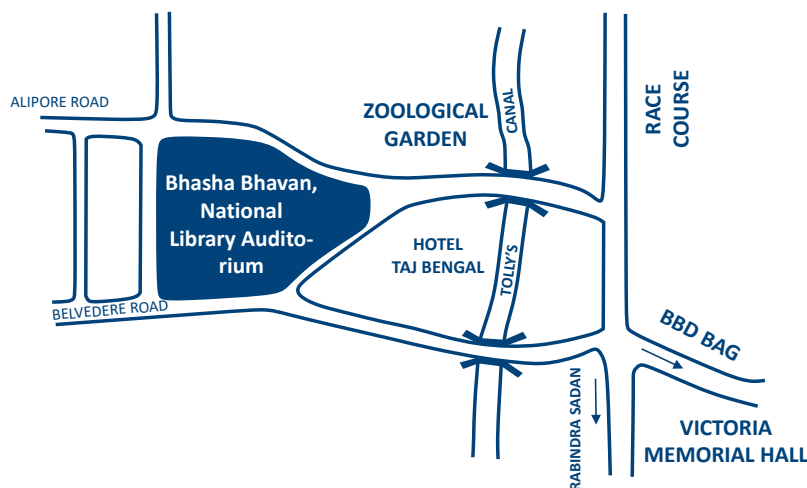 ALIPORE ROAD
ZOOLOGICAL
GARDEN
CANAL
RACE
COURSE
Bhasha Bhavan,
National
Library Audito-
rium
HOTEL
TAJ BENGAL
TOLLY'S
BELVEDERE ROAD
BBD BAG
RABINDRA SADAN
VICTORIA
MEMORIAL HALL